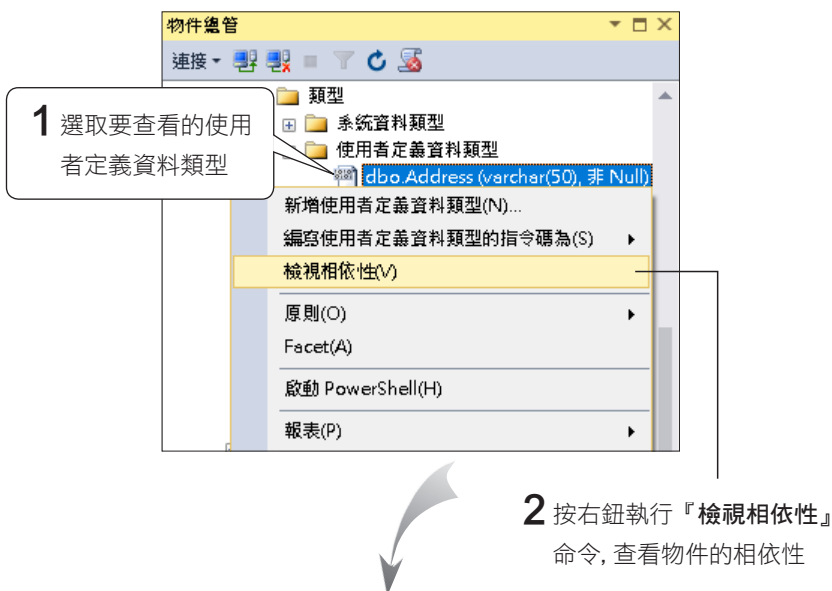 物件總管
連接
類型
1 選取要查看的使用
者定義資料類型
系統資料類型
使用者定義資料類型
dbo.Address (varchar(50), 非 Null)
新增使用者定義資料類型(N)...
編寫使用者定義資料類型的指令碼為(S)
檢視相依性(V)
原則(O)
Facet(A)
啟動 PowerShell(H)
報表(P)
2 按右鈕執行『檢視相依性』
命令, 查看物件的相依性